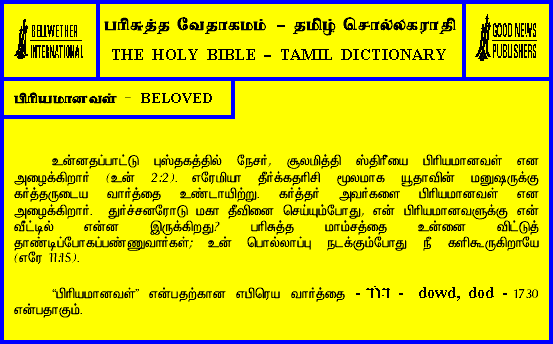 BELLWETHER
INTERNATIONAL
பரிசுத்த வேதாகமம் – தமிழ் சொல்லகராதி
THE HOLY BIBLE – TAMIL DICTIONARY
GOOD NEWS
PUBLISHERS
பிரியமானவள் – BELOVED
உன்னதப்பாட்டு புஸ்தகத்தில் நேசர், சூலமித்தி ஸ்திரீயை பிரியமானவள் என
அழைக்கிறார் (உன் 2:2). எரேமியா தீர்க்கதரிசி மூலமாக யூதாவின் மனுஷருக்கு
கர்த்தருடைய வார்த்தை உண்டாயிற்று. கர்த்தர் அவர்களை பிரியமானவள் என
அழைக்கிறார். துர்ச்சனரோடு மகா தீவினை செய்யும்போது, என் பிரியமானவளுக்கு என்
வீட்டில் என்ன இருக்கிறது? பரிசுத்த மாம்சத்தை உன்னை விட்டுத்
தாண்டிப்போகப்பண்ணுவார்கள்; உன் பொல்லாப்பு நடக்கும்போது நீ களிகூருகிறாயே
(எரே 11:15).
“பிரியமானவள்” என்பதற்கான எபிரெய வார்த்தை - דוד - dowd, dod - 1730
என்பதாகும்.